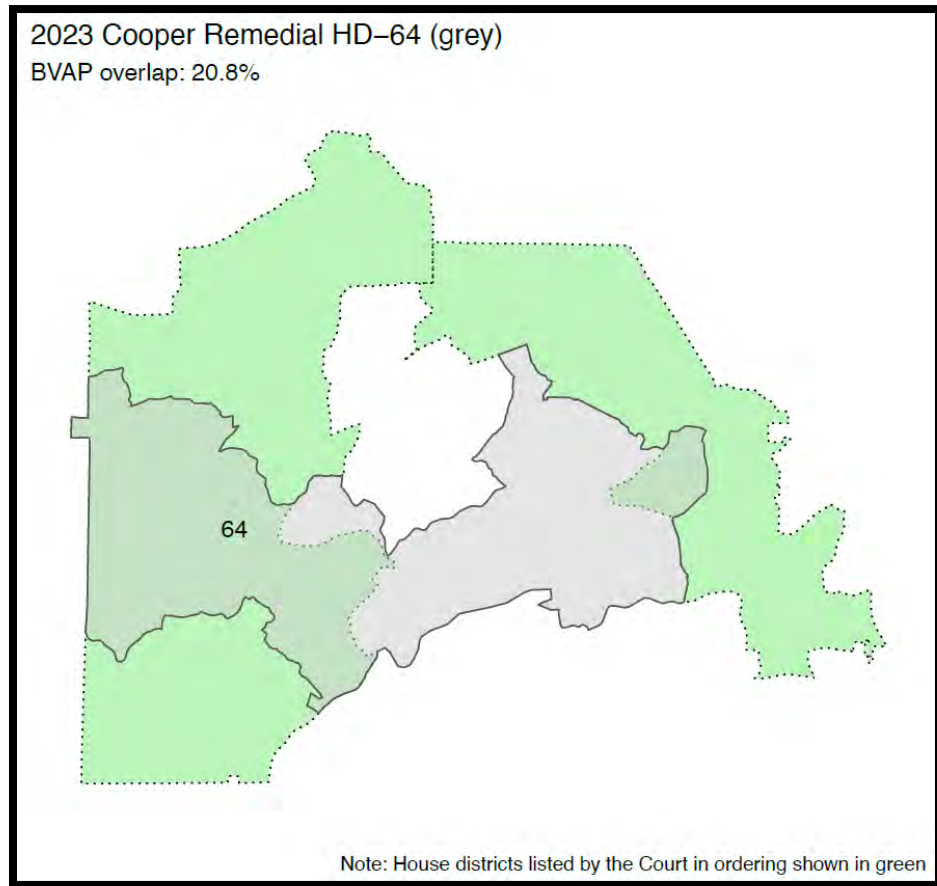 2023 Cooper Remedial HD−64 (grey)
BVAP overlap: 20.8%
64
Note: House districts listed by the Court in ordering shown in green